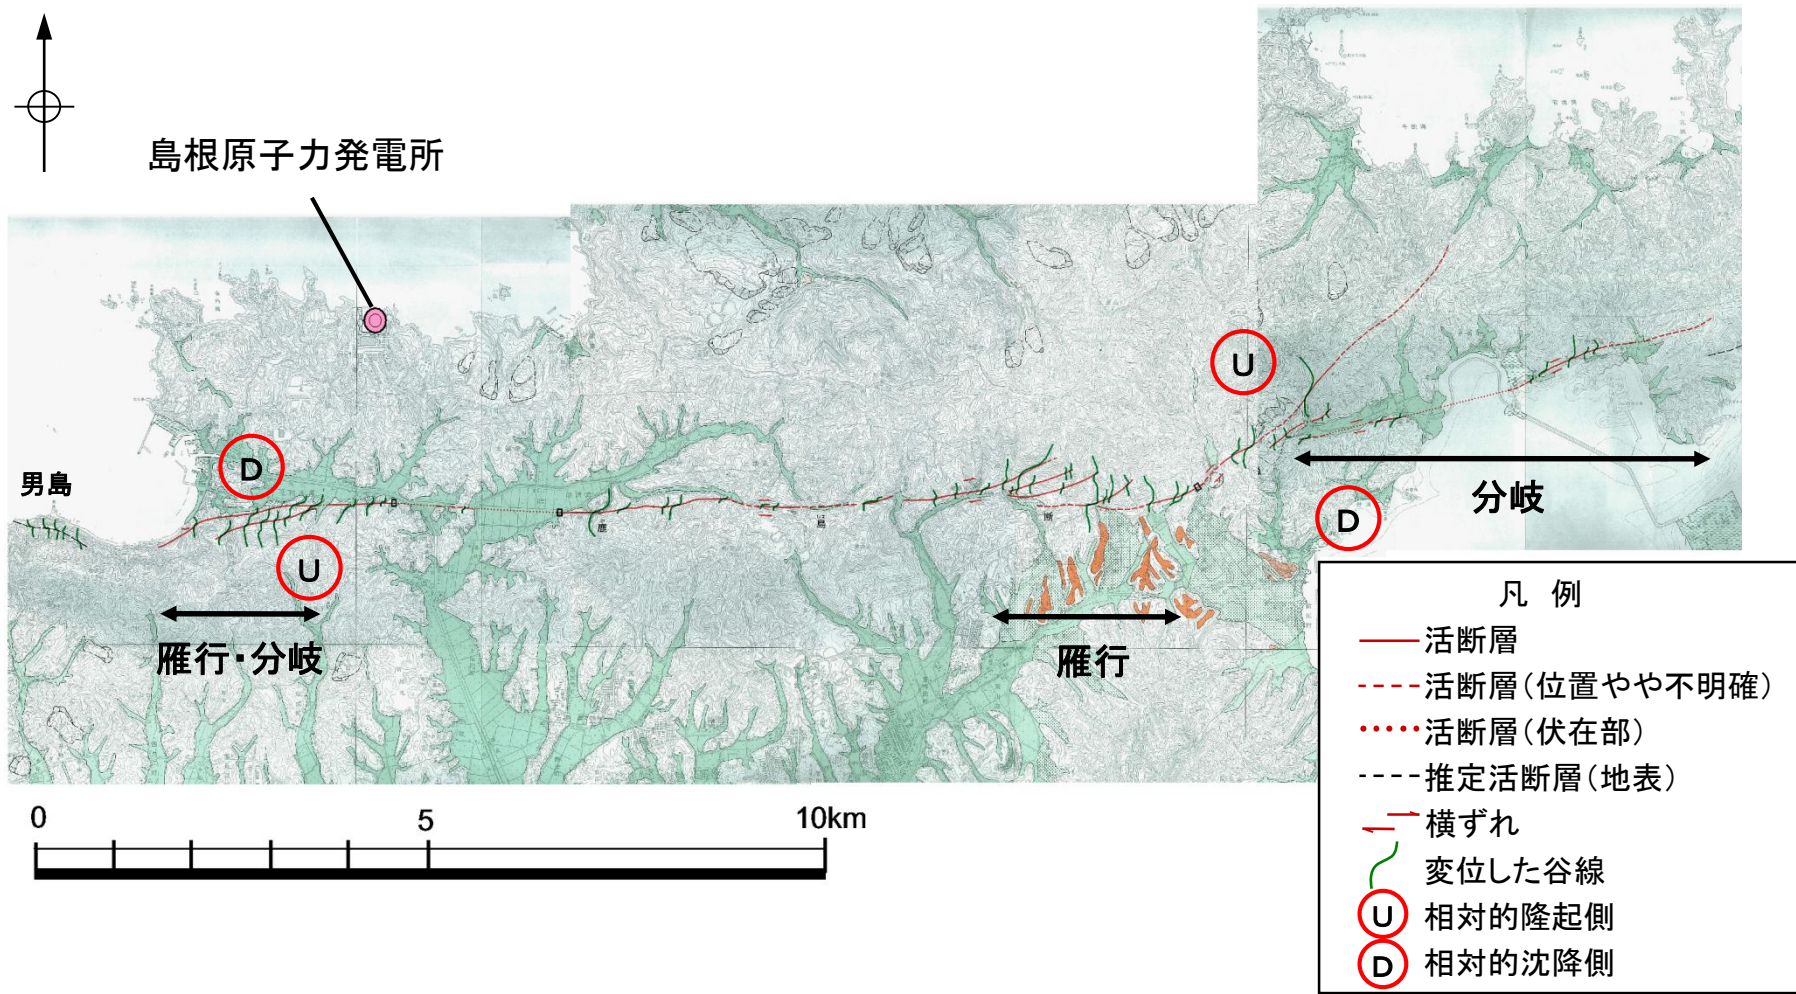 島根原子力発電所
男島
D
U
U
D
分岐
雁行・分岐
雁行
鹿
島
0 5 10km
凡 例
活断層
活断層(位置やや不明確)
活断層(伏在部)
推定活断層(地表)
横ずれ
変位した谷線
U 相対的隆起側
D 相対的沈降側